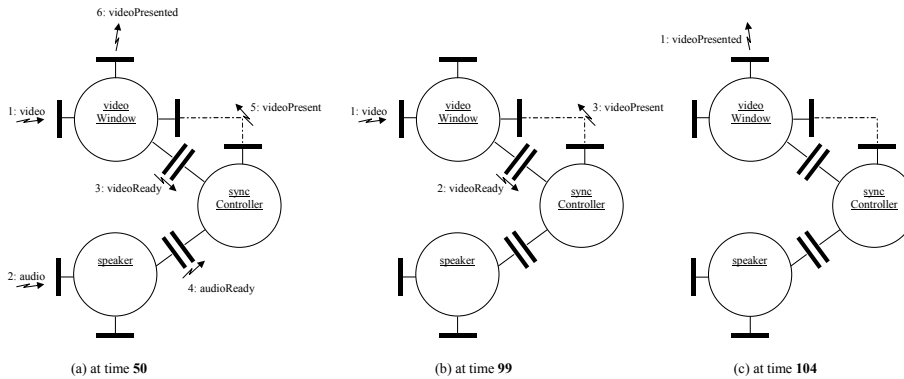 6: videoPresented
1: video
video
Window
5: videoPresent
3: videoReady
sync
Controller
speaker
2: audio
4: audioReady
(a) at time 50
1: video
video
Window
3: videoPresent
2: videoReady
sync
Controller
speaker
(b) at time 99
1: videoPresented
video
Window
sync
Controller
speaker
(c) at time 104